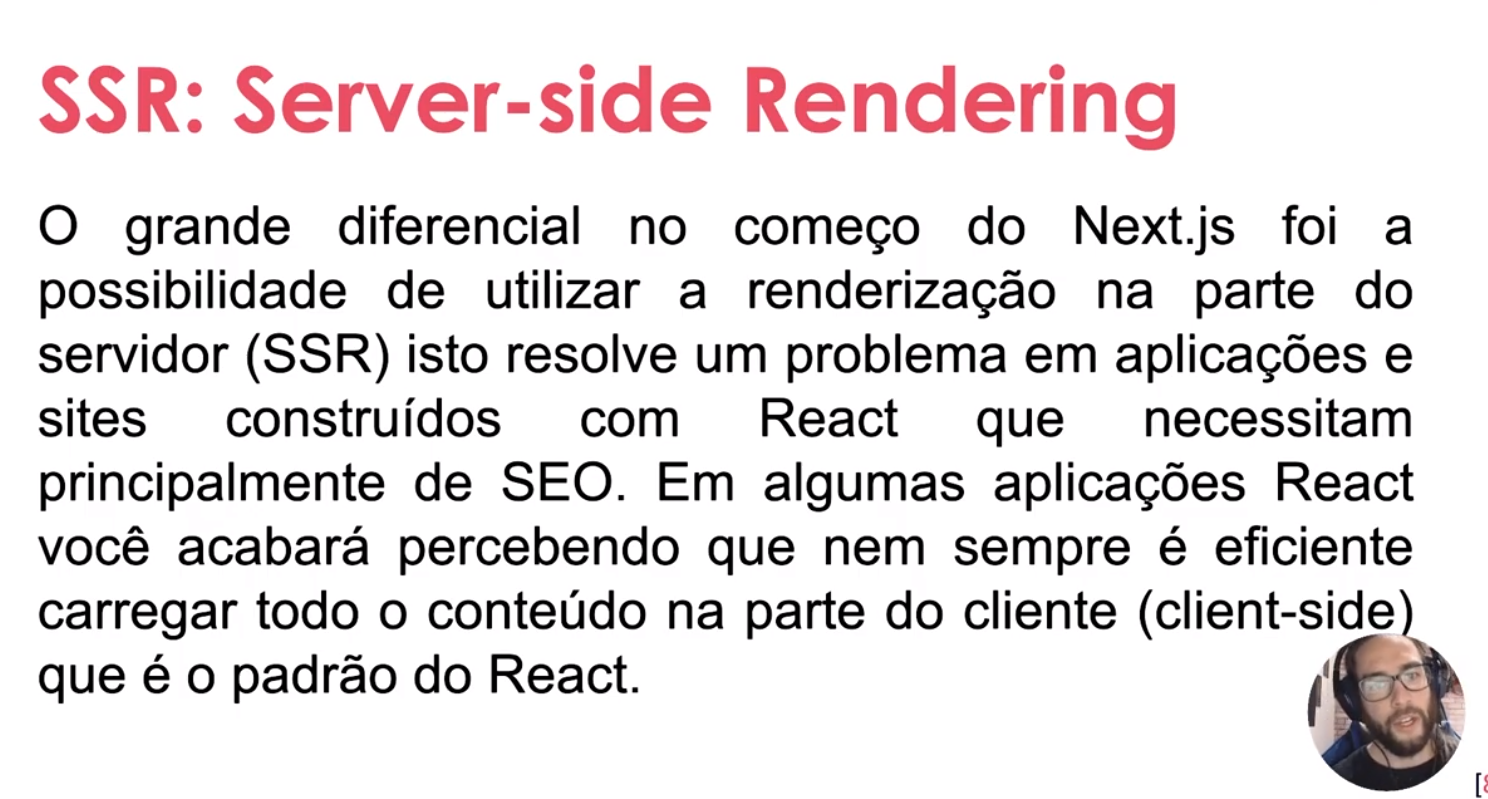 SSR: Server-side Rendering
O grande diferencial no começo do Next.js foi a
possibilidade de utilizar a renderização na parte do
servidor (SSR) isto resolve um problema em aplicações e
sites construídos com React que necessitam
principalmente de SEO. Em algumas aplicações React
você acabará percebendo que nem sempre é eficiente
carregar todo o conteúdo na parte do cliente (client-side)
que é o padrão do React.